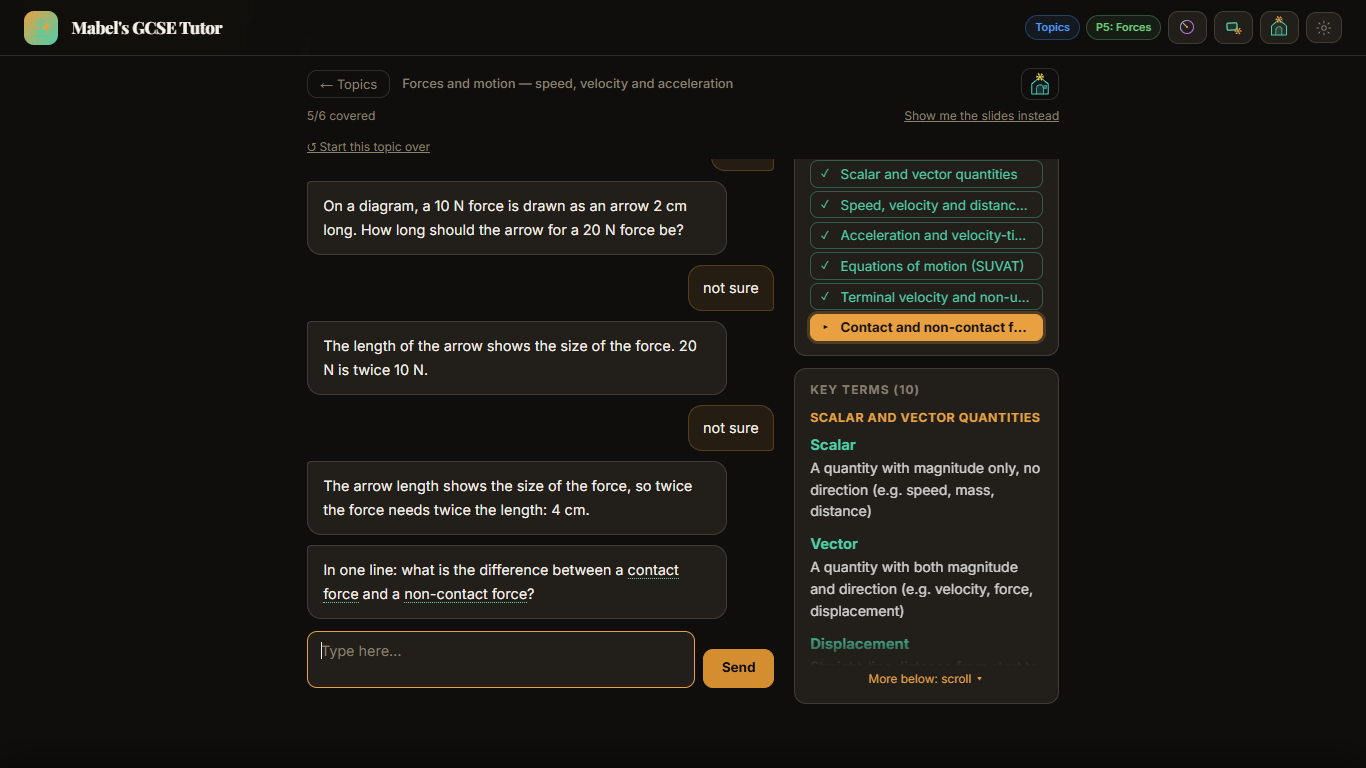 Mabel's GCSE Tutor
Topics
P5: Forces
← Topics
Forces and motion — speed, velocity and acceleration
5/6 covered
Show me the slides instead
↺ Start this topic over
On a diagram, a 10 N force is drawn as an arrow 2 cm
long. How long should the arrow for a 20 N force be?
not sure
The length of the arrow shows the size of the force. 20
N is twice 10 N.
not sure
The arrow length shows the size of the force, so twice
the force needs twice the length: 4 cm.
In one line: what is the difference between a contact
force and a non-contact force?
Type here...
Send
✓ Scalar and vector quantities
✓ Speed, velocity and distanc...
✓ Acceleration and velocity-ti...
✓ Equations of motion (SUVAT)
✓ Terminal velocity and non-u...
▸ Contact and non-contact f...
KEY TERMS (10)
SCALAR AND VECTOR QUANTITIES
Scalar
A quantity with magnitude only, no
direction (e.g. speed, mass,
distance)
Vector
A quantity with both magnitude
and direction (e.g. velocity, force,
displacement)
Displacement
More below: scroll ▾